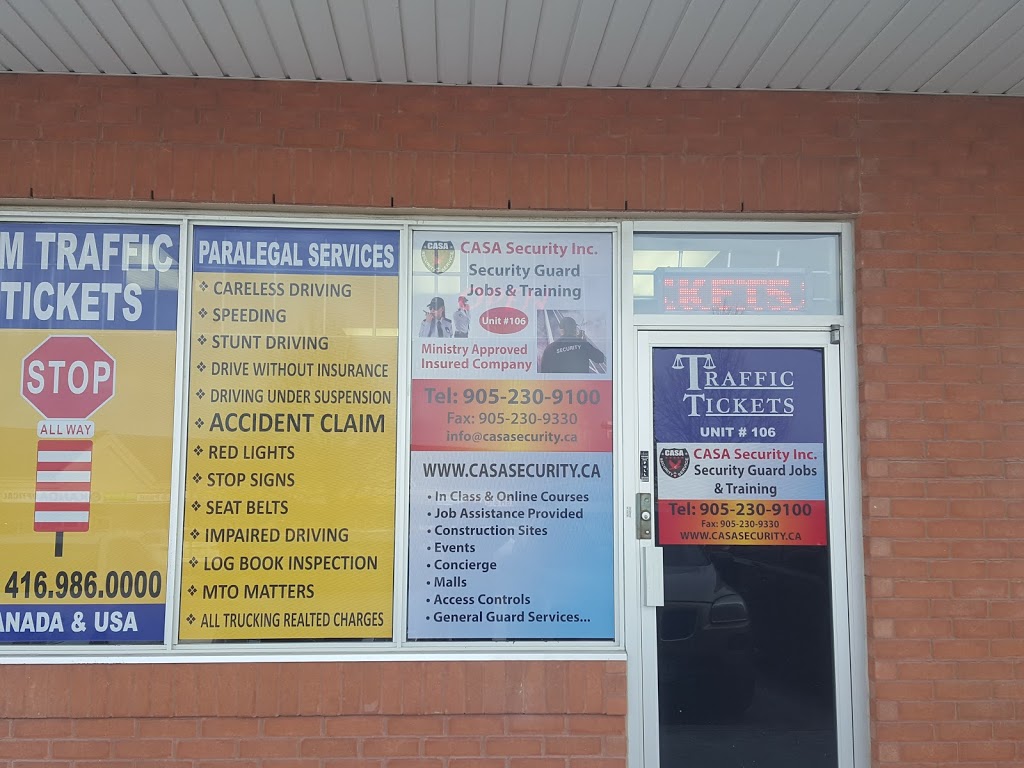 M TRAFFIC
TICKETS
STOP
ALL WAY
416.986.0000
ANADA & USA
PARALEGAL SERVICES
❖ CARELESS DRIVING
❖ SPEEDING
❖ STUNT DRIVING
❖ DRIVE WITHOUT INSURANCE
❖ DRIVING UNDER SUSPENSION
❖ ACCIDENT CLAIM
❖ RED LIGHTS
❖ STOP SIGNS
❖ SEAT BELTS
❖ IMPAIRED DRIVING
❖ LOG BOOK INSPECTION
❖ MTO MATTERS
❖ ALL TRUCKING REALTED CHARGES
CASA
CASA Security Inc.
Security Guard
Jobs & Training
Unit #106
SECURITY
Ministry Approved
Insured Company
Tel: 905-230-9100
Fax: 905-230-9330
info@casasecurity.ca
WWW.CASASECURITY.CA
• In Class & Online Courses
• Job Assistance Provided
• Construction Sites
• Events
• Concierge
• Malls
• Access Controls
• General Guard Services...
KETS
TRAFFIC
TICKETS
UNIT # 106
CASA
CASA Security Inc.
Security Guard Jobs
& Training
Tel: 905-230-9100
Fax: 905-230-9330
WWW.CASASECURITY.CA